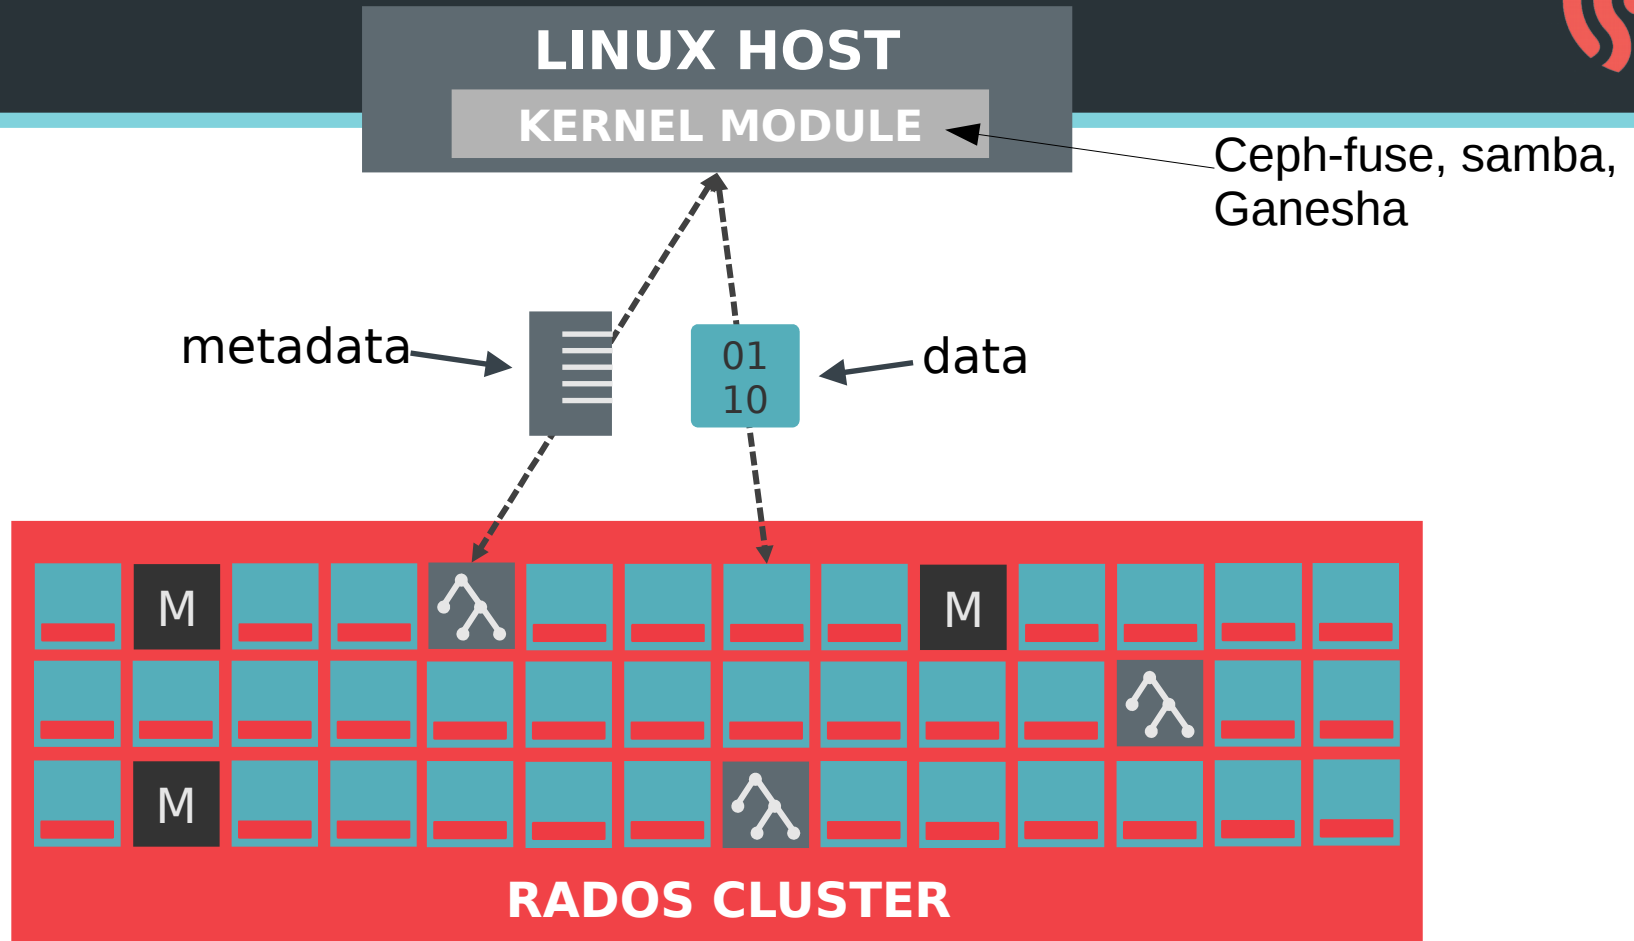 LINUX HOST
KERNEL MODULE
Ceph-fuse, samba,
Ganesha
metadata
01
10
data
M
M
M
RADOS CLUSTER